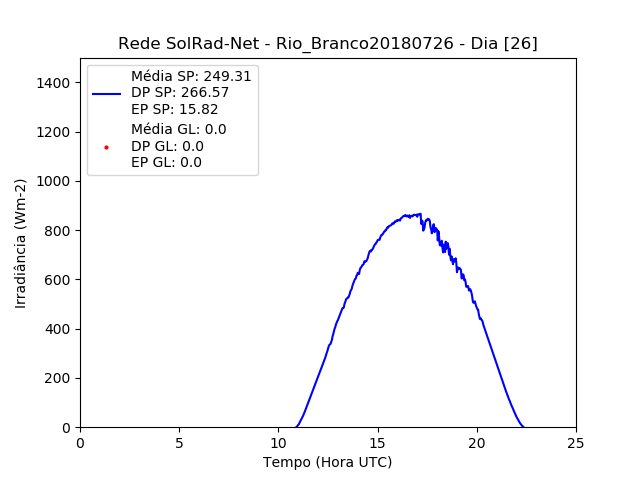 Rede SolRad-Net - Rio_Branco20180726 - Dia [26]
Média SP: 249.31
DP SP: 266.57
EP SP: 15.82
Média GL: 0.0
DP GL: 0.0
EP GL: 0.0
Irradiância (Wm-2)
1400
1200
1000
800
600
400
200
0
0 5 10 15 20 25
Tempo (Hora UTC)